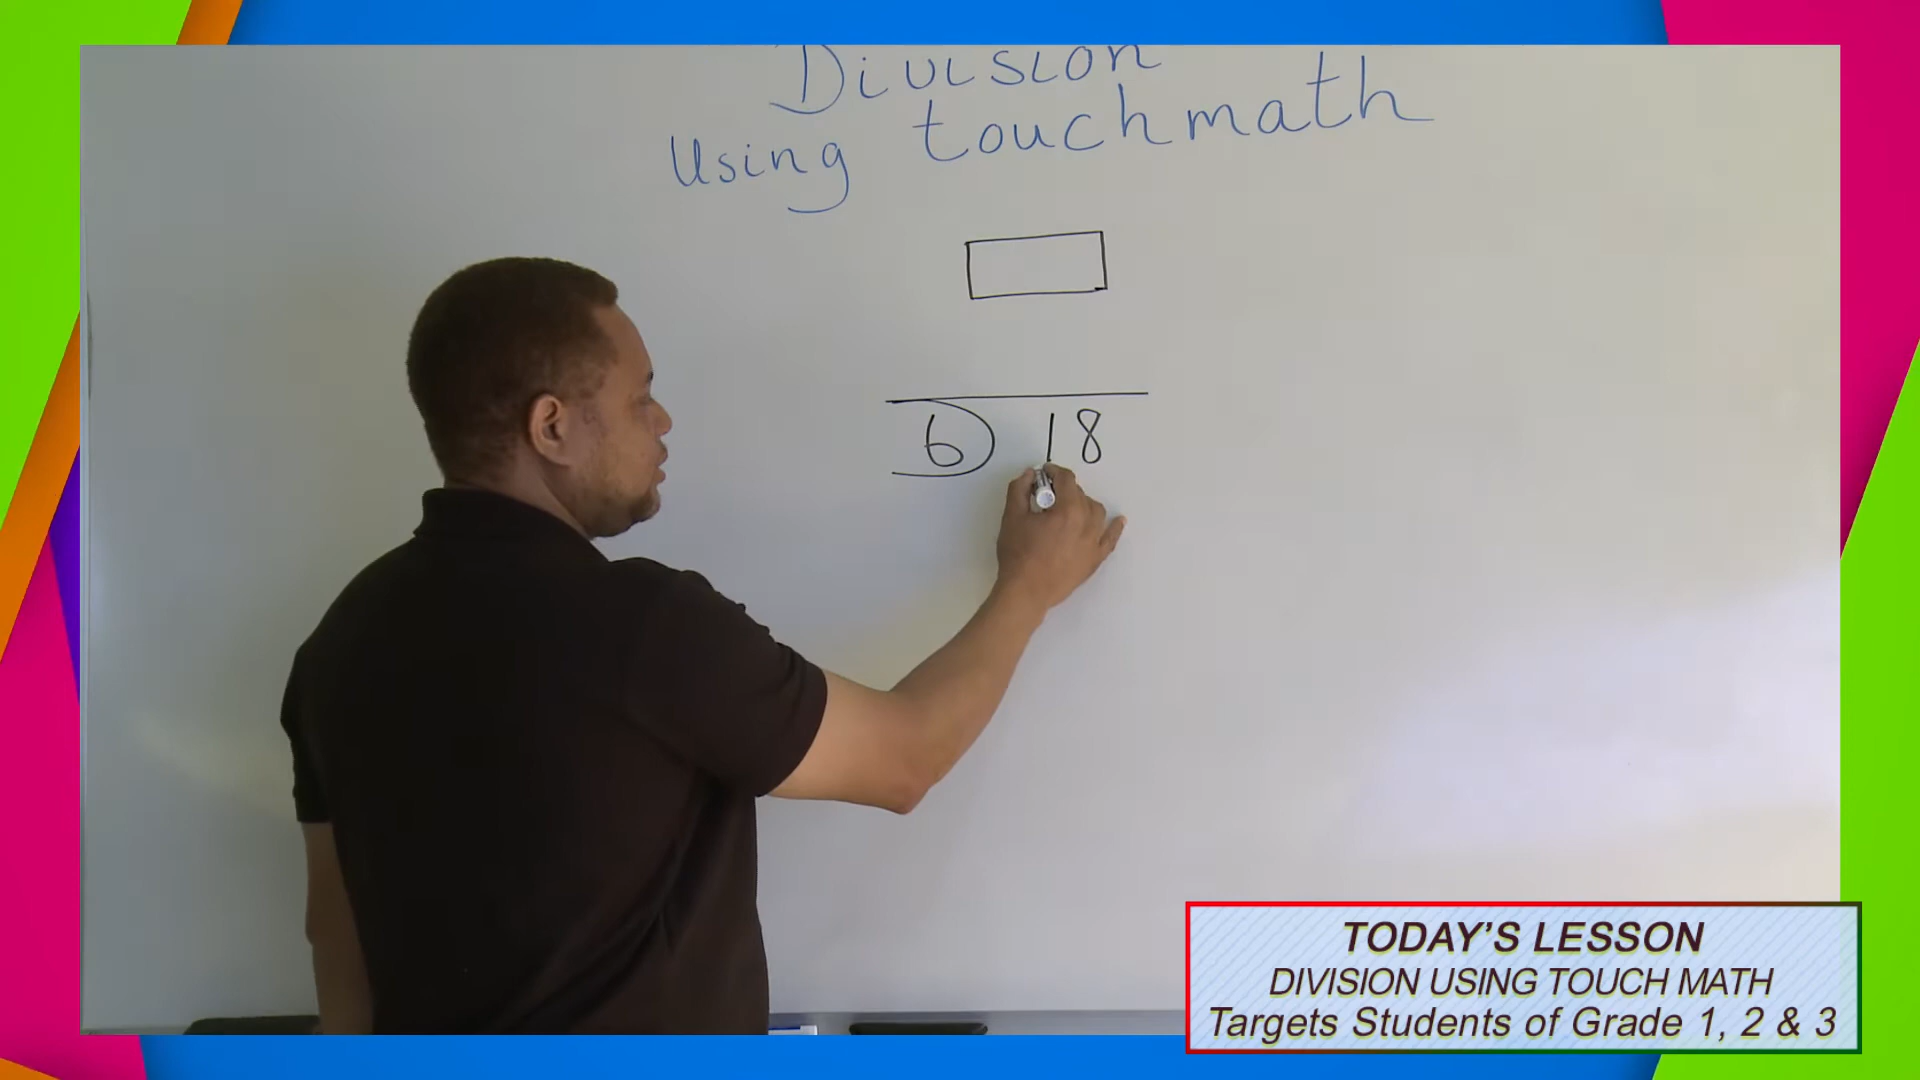 Division
Using touchmath
6) 18
TODAY'S LESSON
DIVISION USING TOUCH MATH
Targets Students of Grade 1, 2 & 3